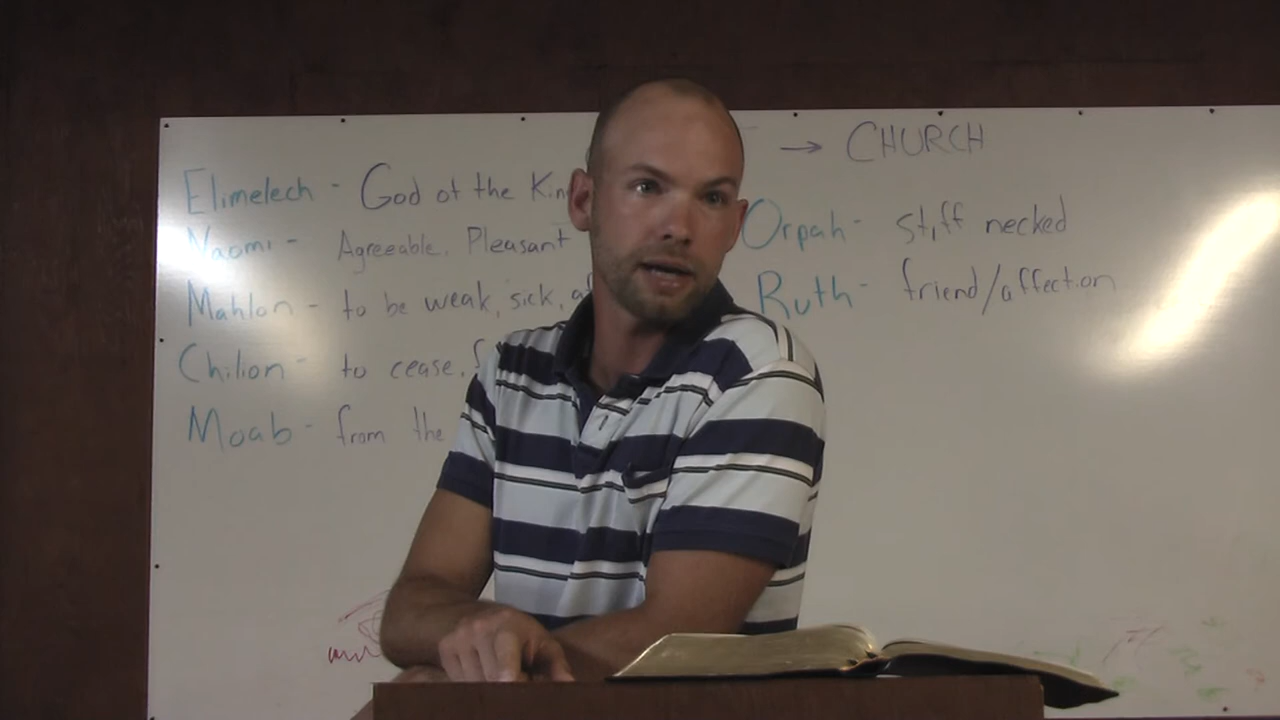 → CHURCH
Elimelech - God of the
Naomi - Agreeable, Pleasant
Mahlon - to be weak, sick,
Chilion - to cease,
Moab - from the
Orpah - stiff necked
Ruth - friend/affection